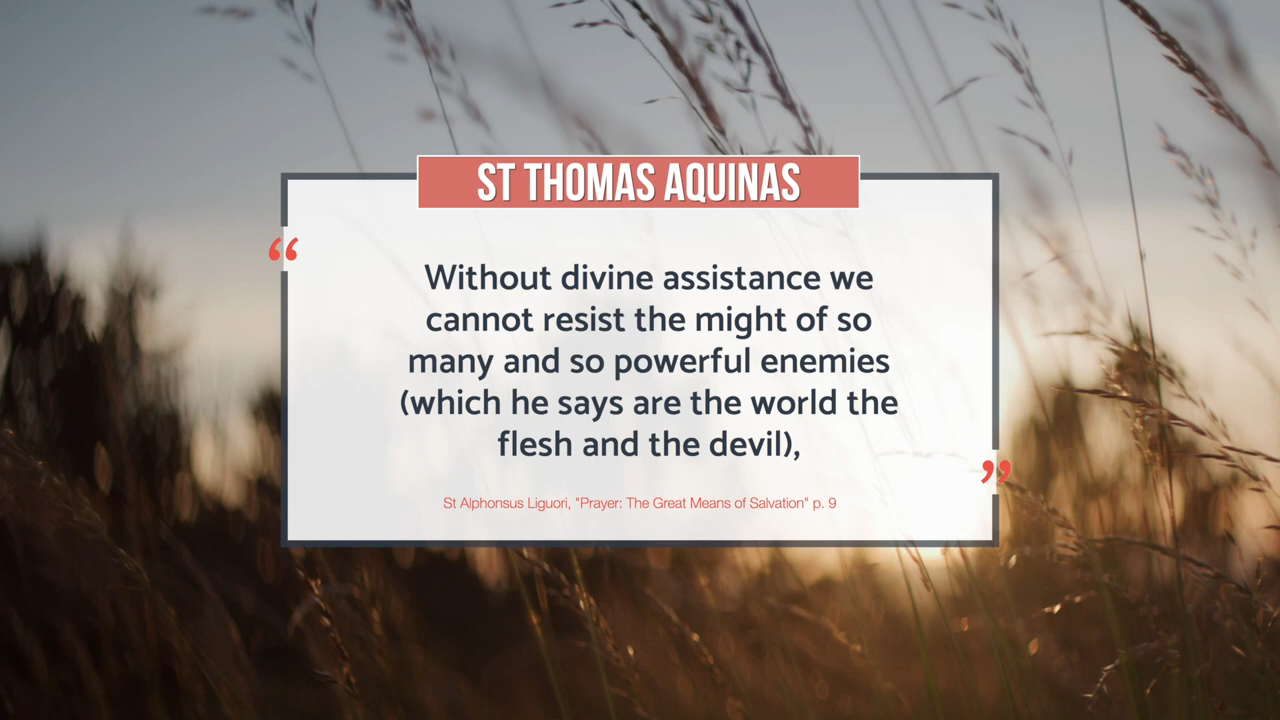 ST THOMAS AQUINAS
“
Without divine assistance we
cannot resist the might of so
many and so powerful enemies
(which he says are the world the
flesh and the devil),
”
St Alphonsus Liguori, "Prayer: The Great Means of Salvation" p. 9